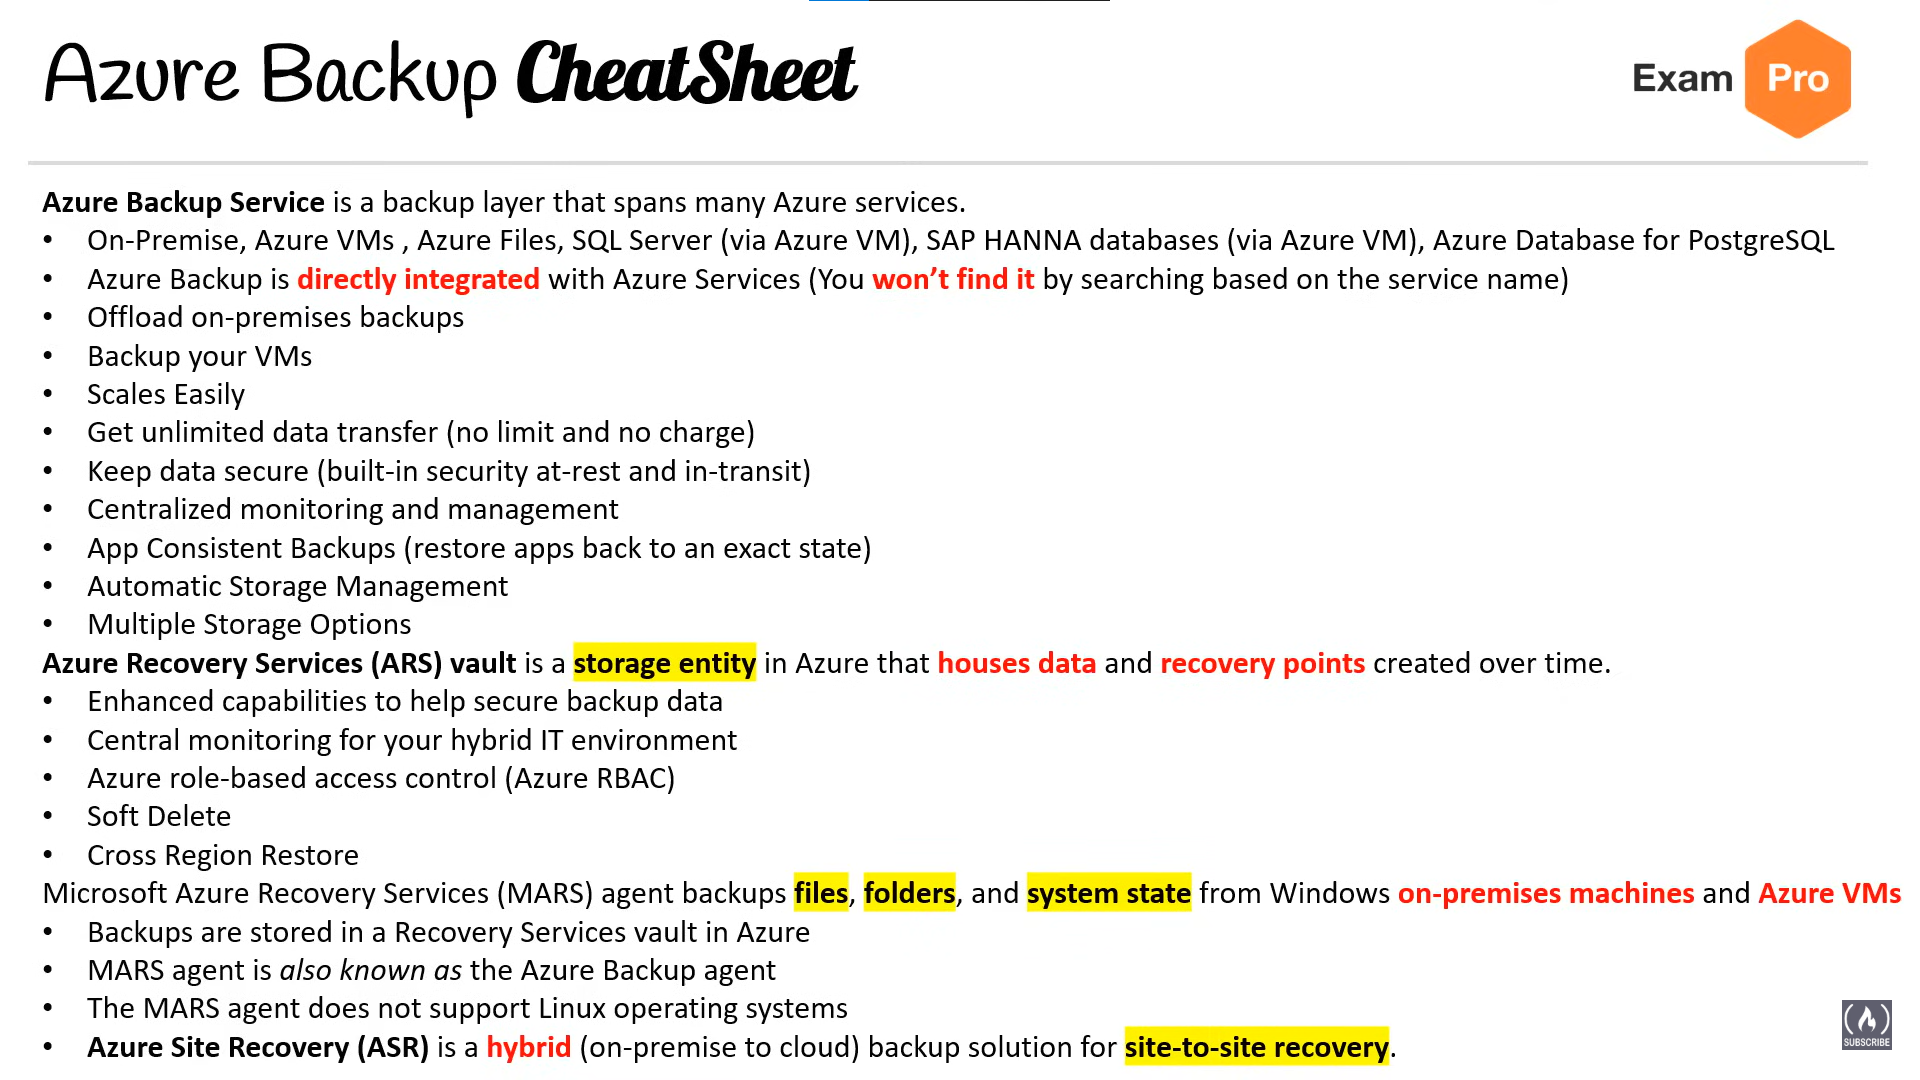 Azure Backup CheatSheet
Exam Pro
Azure Backup Service is a backup layer that spans many Azure services.
• On-Premise, Azure VMs , Azure Files, SQL Server (via Azure VM), SAP HANNA databases (via Azure VM), Azure Database for PostgreSQL
• Azure Backup is directly integrated with Azure Services (You won’t find it by searching based on the service name)
• Offload on-premises backups
• Backup your VMs
• Scales Easily
• Get unlimited data transfer (no limit and no charge)
• Keep data secure (built-in security at-rest and in-transit)
• Centralized monitoring and management
• App Consistent Backups (restore apps back to an exact state)
• Automatic Storage Management
• Multiple Storage Options
Azure Recovery Services (ARS) vault is a storage entity in Azure that houses data and recovery points created over time.
• Enhanced capabilities to help secure backup data
• Central monitoring for your hybrid IT environment
• Azure role-based access control (Azure RBAC)
• Soft Delete
• Cross Region Restore
Microsoft Azure Recovery Services (MARS) agent backups files, folders, and system state from Windows on-premises machines and Azure VMs
• Backups are stored in a Recovery Services vault in Azure
• MARS agent is also known as the Azure Backup agent
• The MARS agent does not support Linux operating systems
• Azure Site Recovery (ASR) is a hybrid (on-premise to cloud) backup solution for site-to-site recovery.
SUBSCRIBE